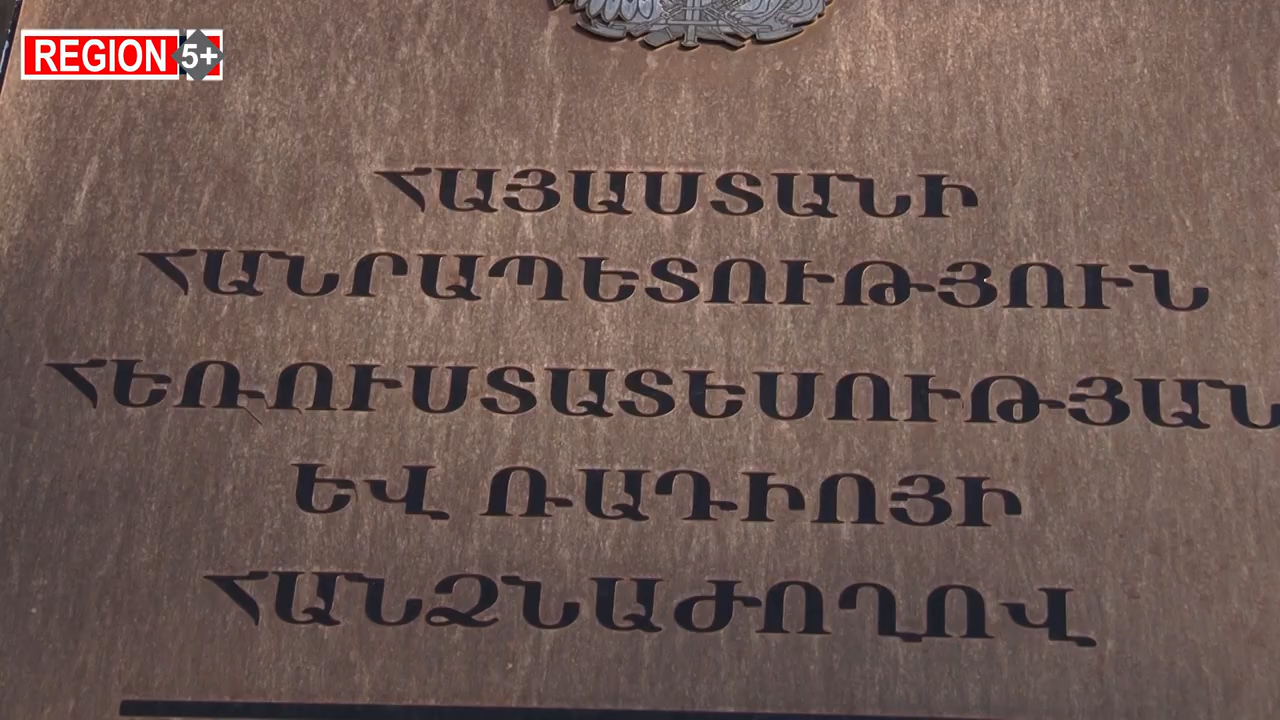 REGION 5+
ՀԱՅԱՍՏԱՆԻ
ՀԱՆՐԱՊԵՏՈՒԹՅՈՒՆ
ՀԵՌՈՒՍՏԱՏԵՍՈՒԹՅԱՆ
ԵՎ ՌԱԴԻՈՅԻ
ՀԱՆՁՆԱԺՈՂՈՎ